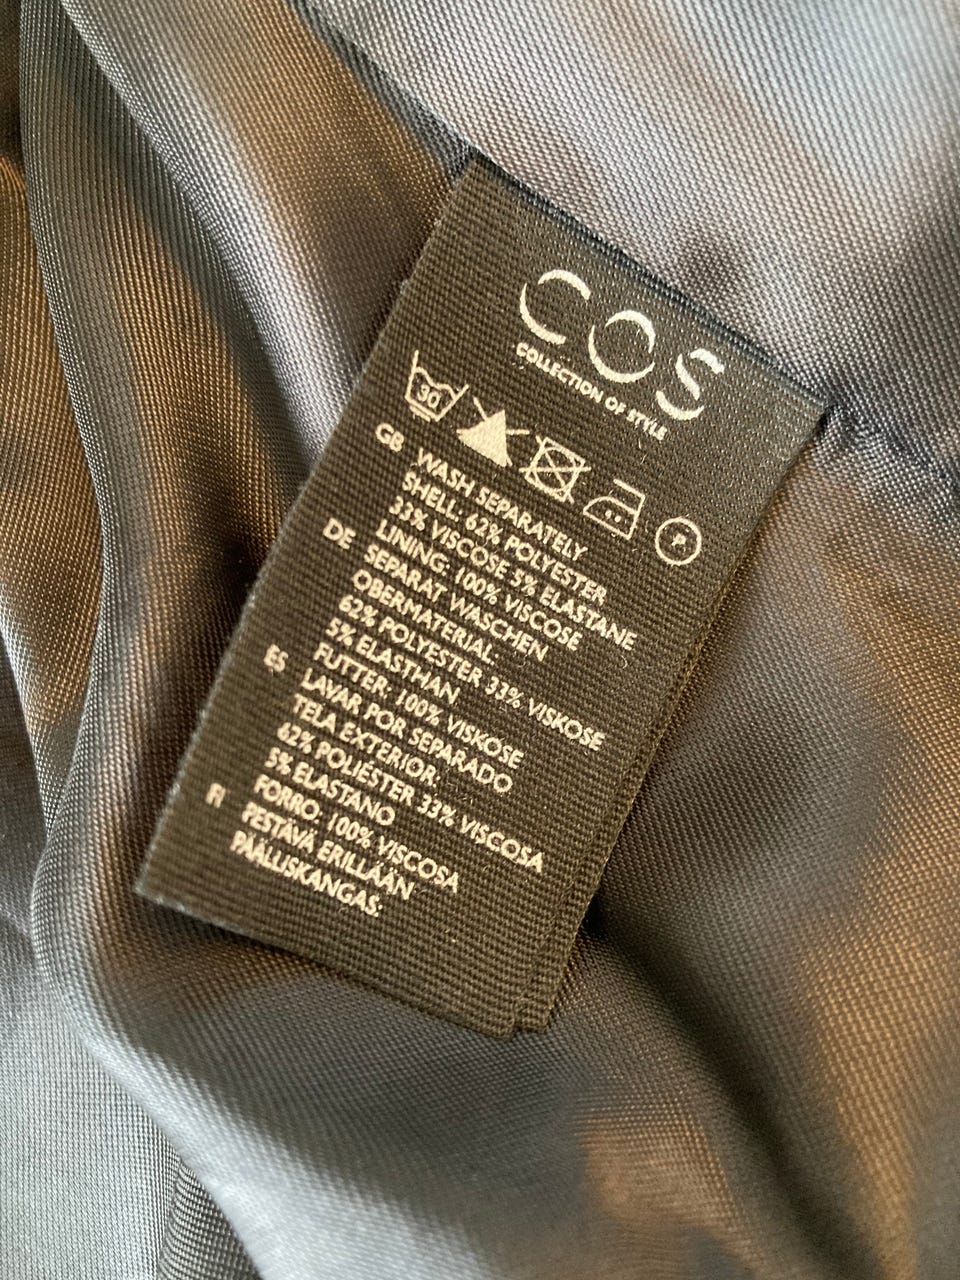 COS
COLLECTION OF STYLE
30
P
GB WASH SEPARATELY
SHELL: 62% POLYESTER
33% VISCOSE 5% ELASTANE
LINING: 100% VISCOSE
DE SEPARAT WASCHEN
OBERMATERIAL:
62% POLYESTER 33% VISKOSE
5% ELASTHAN
FUTTER: 100% VISKOSE
ES LAVAR POR SEPARADO
TELA EXTERIOR:
62% POLIÉSTER 33% VISCOSA
5% ELASTANO
FORRO: 100% VISCOSA
FI PESTÄVÄ ERILLÄÄN
PÄÄLLISKANGAS: